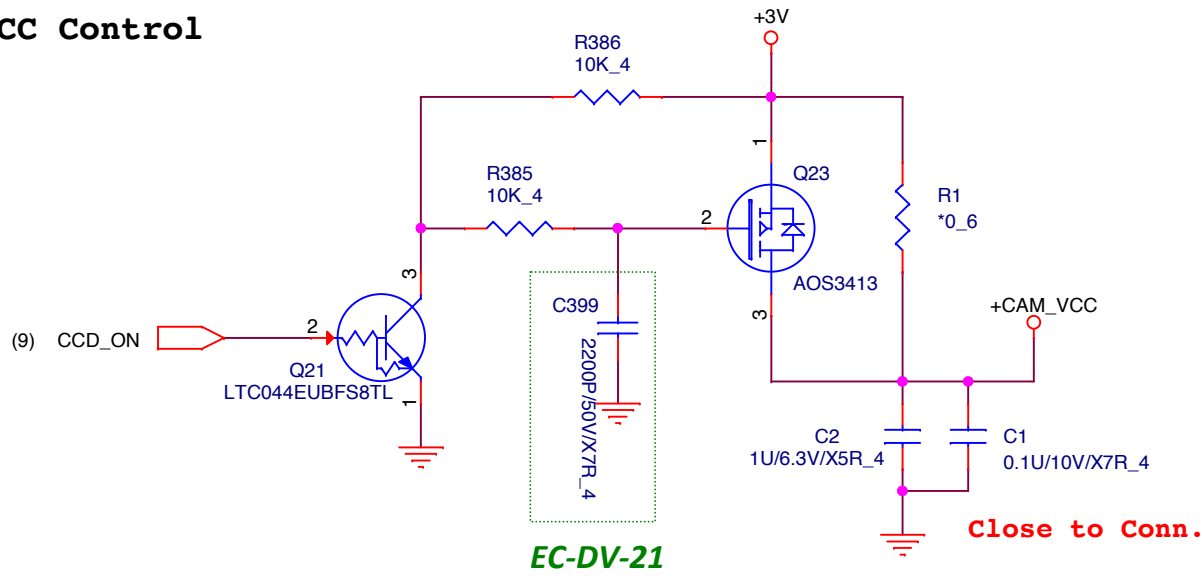 CC Control
+3V
R386
10K_4
R385
10K_4
1
Q23
2
R1
*0_6
AOS3413
3
3
C399
2200P/50V/X7R_4
+CAM_VCC
(9) CCD_ON
2
Q21
LTC044EUBFS8TL
1
C2
1U/6.3V/X5R_4
C1
0.1U/10V/X7R_4
Close to Conn.
EC-DV-21